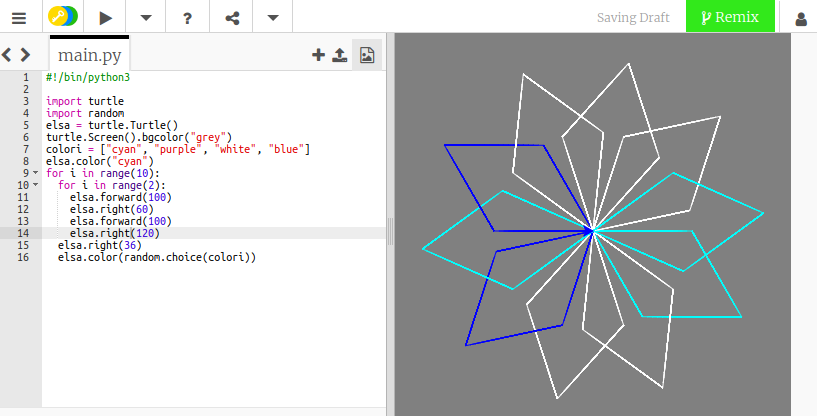 ?
Saving Draft
Remix
main.py
1 #!/bin/python3
2
3 import turtle
4 import random
5 elsa = turtle.Turtle()
6 turtle.Screen().bgcolor("grey")
7 colori = ["cyan", "purple", "white", "blue"]
8 elsa.color("cyan")
9 for i in range(10):
10 for i in range(2):
11 elsa.forward(100)
12 elsa.right(60)
13 elsa.forward(100)
14 elsa.right(120)
15 elsa.right(36)
16 elsa.color(random.choice(colori))